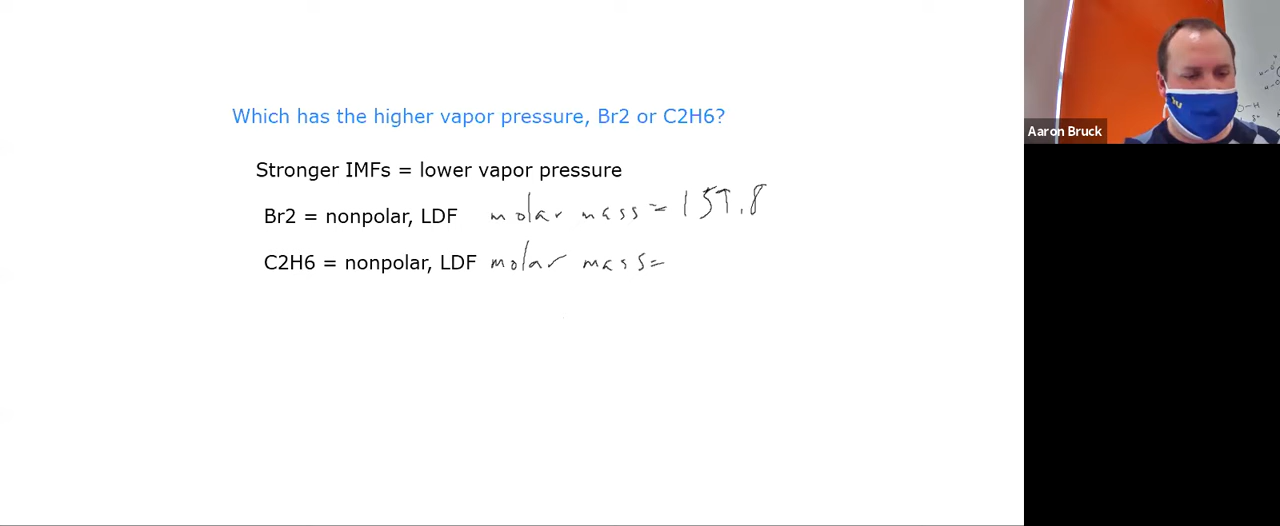 Which has the higher vapor pressure, Br2 or C2H6?
Stronger IMFs = lower vapor pressure
Br2 = nonpolar, LDF molar mass = 159.8
C2H6 = nonpolar, LDF molar mass=
Aaron Bruck